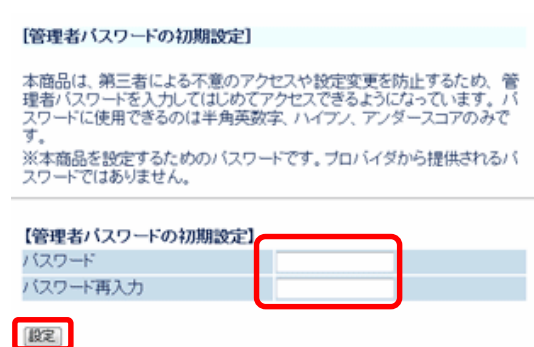 [管理者パスワードの初期設定]
本商品は、第三者による不意のアクセスや設定変更を防止するため、管
理者パスワードを入力してはじめてアクセスできるようになっています。パ
スワードに使用できるのは半角英数字、ハイフン、アンダースコアのみで
す。
※本商品を設定するためのパスワードです。プロバイダから提供されるパ
スワードではありません。
【管理者パスワードの初期設定】
パスワード
パスワード再入力
設定